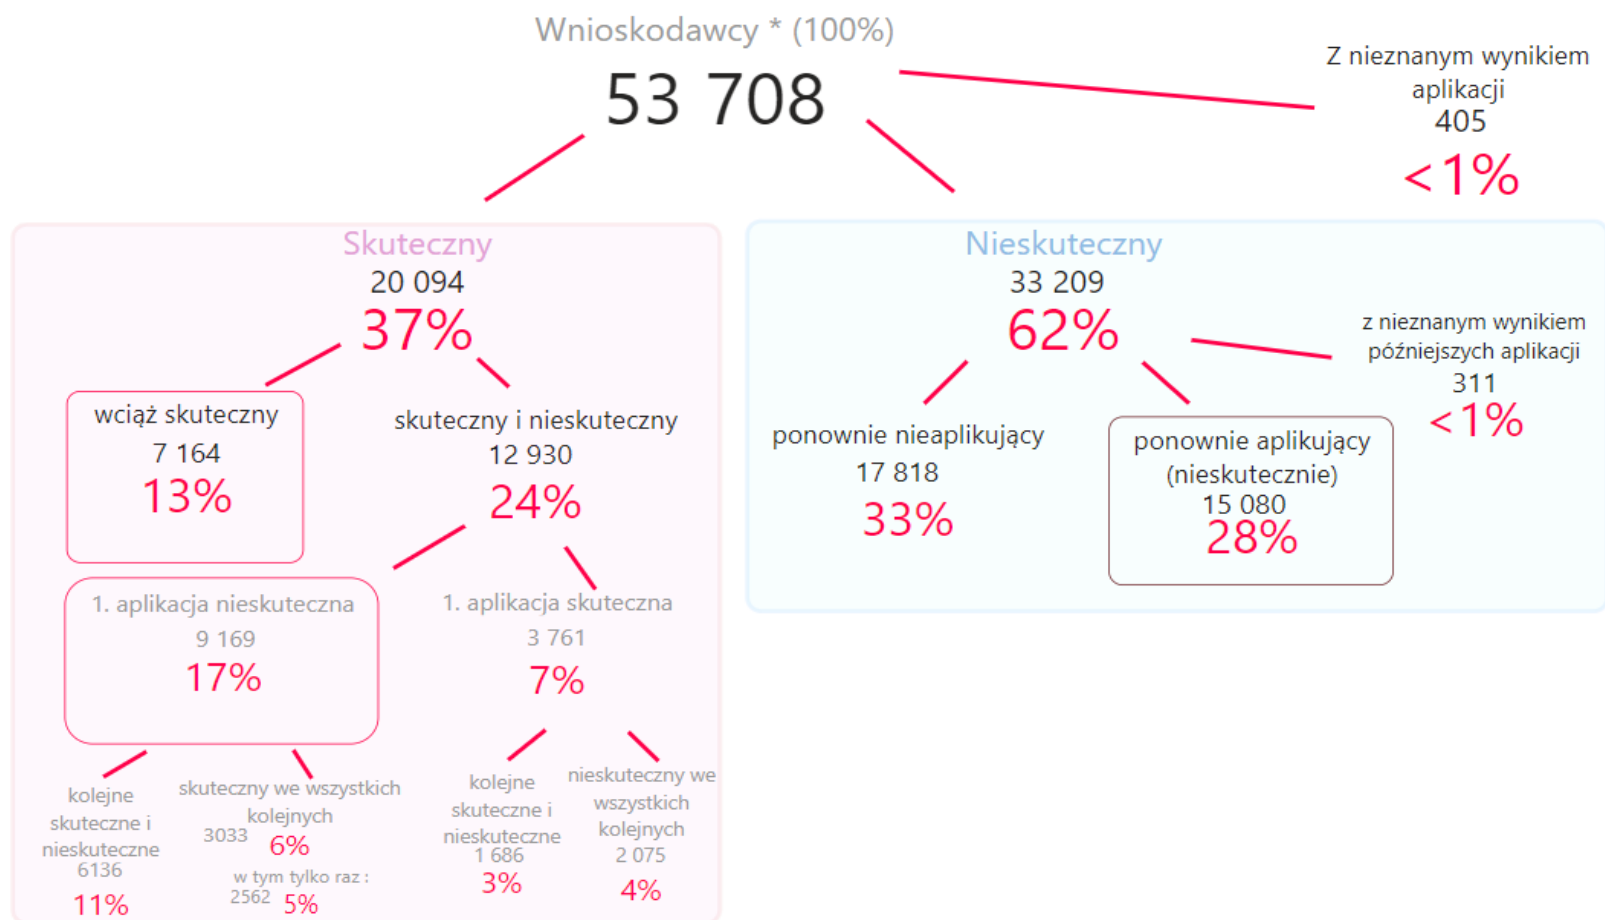 Wnioskodawcy * (100%)
53 708
Z nieznanym wynikiem
aplikacji
405
<1%
Skuteczny
20 094
37%
wciąż skuteczny
7 164
13%
skuteczny i nieskuteczny
12 930
24%
1. aplikacja nieskuteczna
9 169
17%
1. aplikacja skuteczna
3 761
7%
kolejne
skuteczne i
nieskuteczne
6136
11%
skuteczny we wszystkich
kolejnych
3033 6%
w tym tylko raz :
2562 5%
kolejne
skuteczne i
nieskuteczne
1 686
3%
nieskuteczny we
wszystkich
kolejnych
2 075
4%
Nieskuteczny
33 209
62%
z nieznanym wynikiem
późniejszych aplikacji
311
<1%
ponownie nieaplikujący
17 818
33%
ponownie aplikujący
(nieskutecznie)
15 080
28%